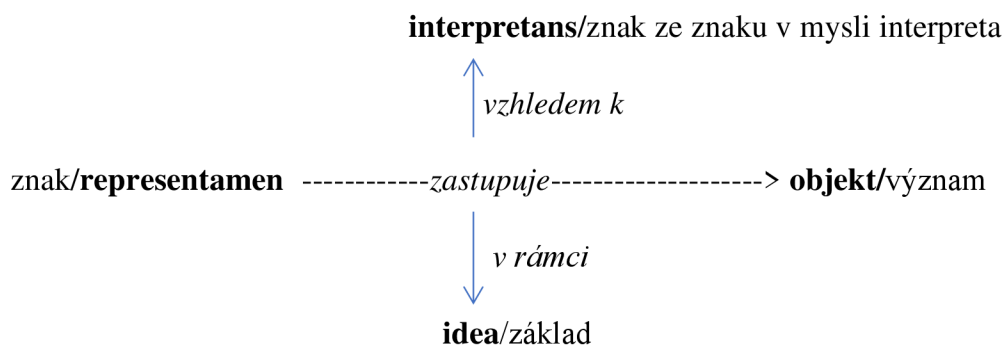 interpretans/znak ze znaku v mysli interpreta
vzhledem k
znak/representamen ------------zastupuje--------------------> objekt/význam
v rámci
idea/základ